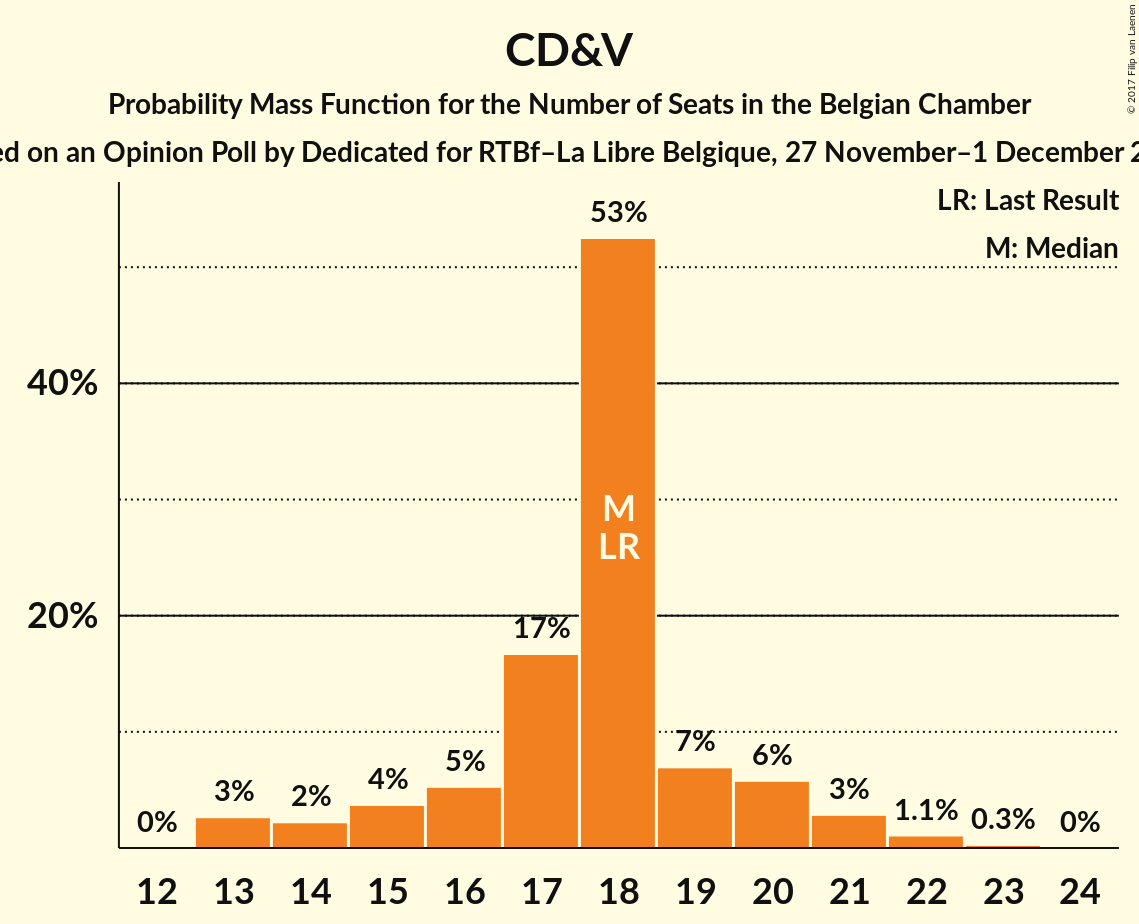 CD&V
Probability Mass Function for the Number of Seats in the Belgian Chamber
on an Opinion Poll by Dedicated for RTBf–La Libre Belgique, 27 November–1 December
© 2017 Filip van Laenen
LR: Last Result
M: Median
40%
20%
0%
3%
2%
4%
5%
17%
53%
7%
6%
3%
1.1%
0.3%
0%
M
LR
12 13 14 15 16 17 18 19 20 21 22 23 24